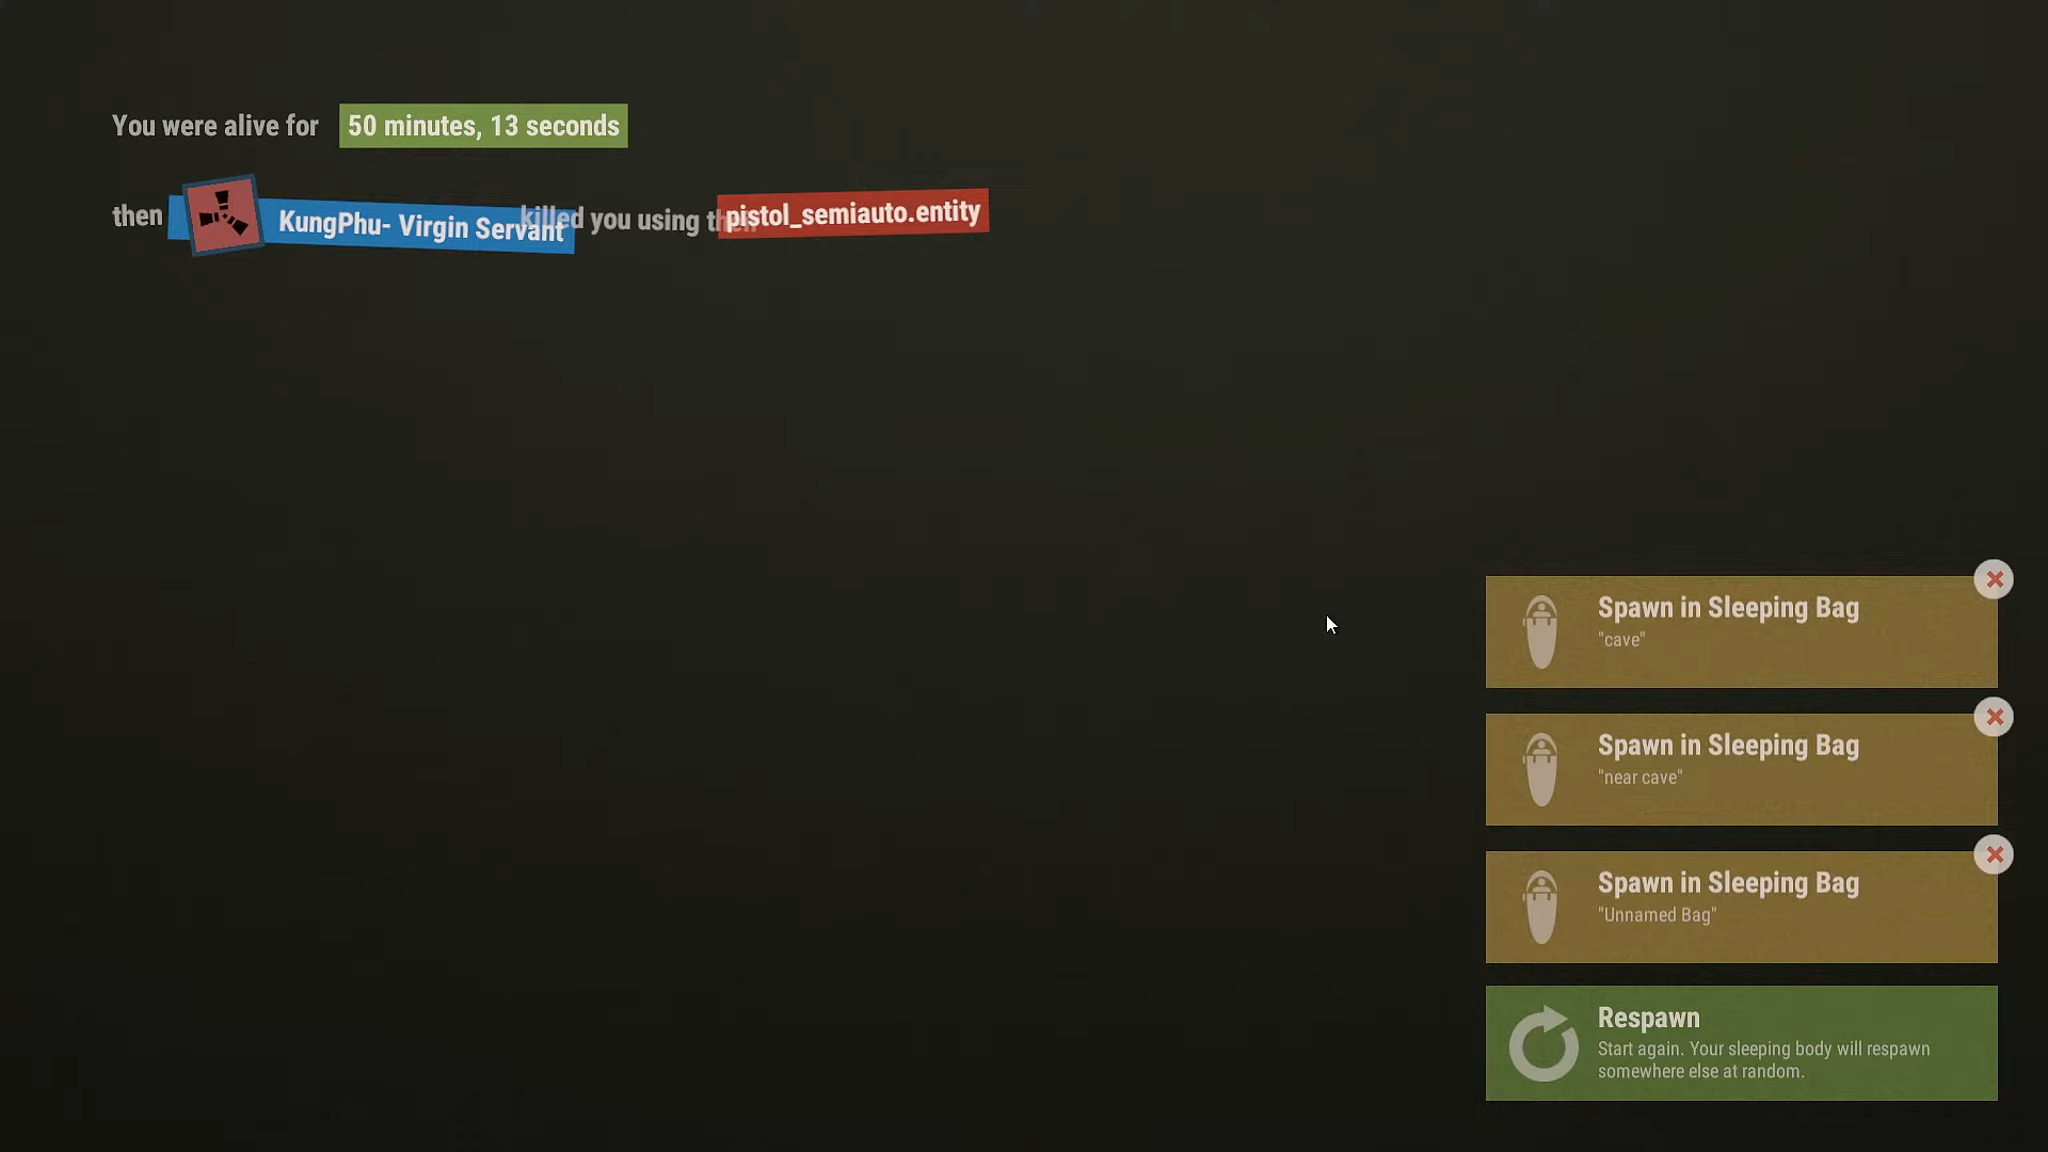 You were alive for 50 minutes, 13 seconds
then KungPhu- Virgin Servant killed you using their pistol_semiauto.entity
Spawn in Sleeping Bag
"cave"
Spawn in Sleeping Bag
"near cave"
Spawn in Sleeping Bag
"Unnamed Bag"
Respawn
Start again. Your sleeping body will respawn
somewhere else at random.